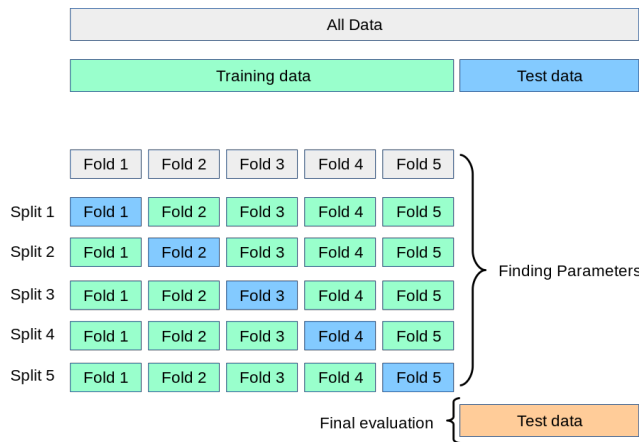 All Data
Training data Test data
Fold 1 Fold 2 Fold 3 Fold 4 Fold 5
Split 1 Fold 1 Fold 2 Fold 3 Fold 4 Fold 5
Split 2 Fold 1 Fold 2 Fold 3 Fold 4 Fold 5
Split 3 Fold 1 Fold 2 Fold 3 Fold 4 Fold 5
Finding Parameters
Split 4 Fold 1 Fold 2 Fold 3 Fold 4 Fold 5
Split 5 Fold 1 Fold 2 Fold 3 Fold 4 Fold 5
Final evaluation Test data